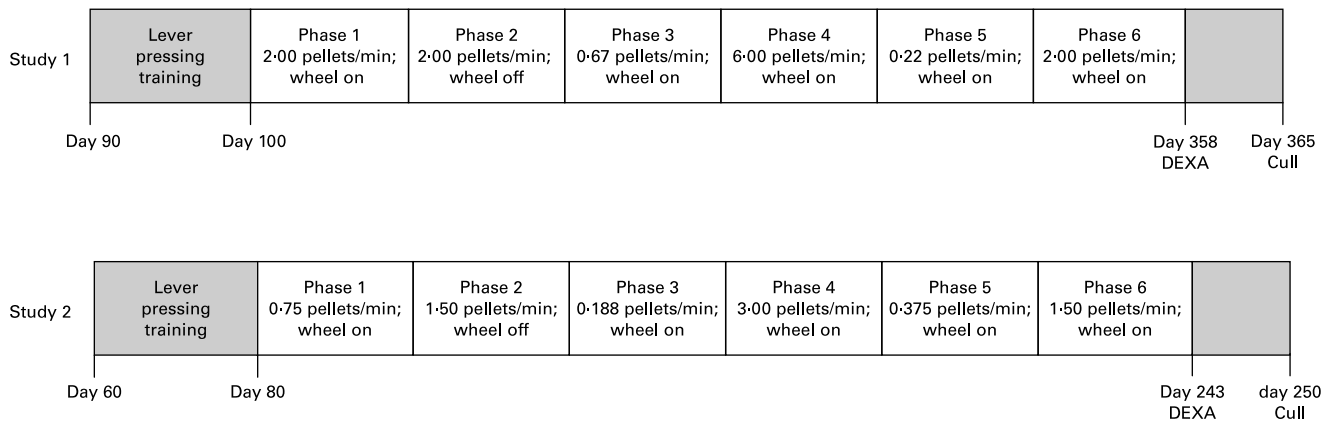 Study 1
Lever
pressing
training
Phase 1
2·00 pellets/min;
wheel on
Phase 2
2·00 pellets/min;
wheel off
Phase 3
0·67 pellets/min;
wheel on
Phase 4
6·00 pellets/min;
wheel on
Phase 5
0·22 pellets/min;
wheel on
Phase 6
2·00 pellets/min;
wheel on
Day 90
Day 100
Day 358
DEXA
Day 365
Cull
Study 2
Lever
pressing
training
Phase 1
0·75 pellets/min;
wheel on
Phase 2
1·50 pellets/min;
wheel off
Phase 3
0·188 pellets/min;
wheel on
Phase 4
3·00 pellets/min;
wheel on
Phase 5
0·375 pellets/min;
wheel on
Phase 6
1·50 pellets/min;
wheel on
Day 60
Day 80
Day 243
DEXA
day 250
Cull